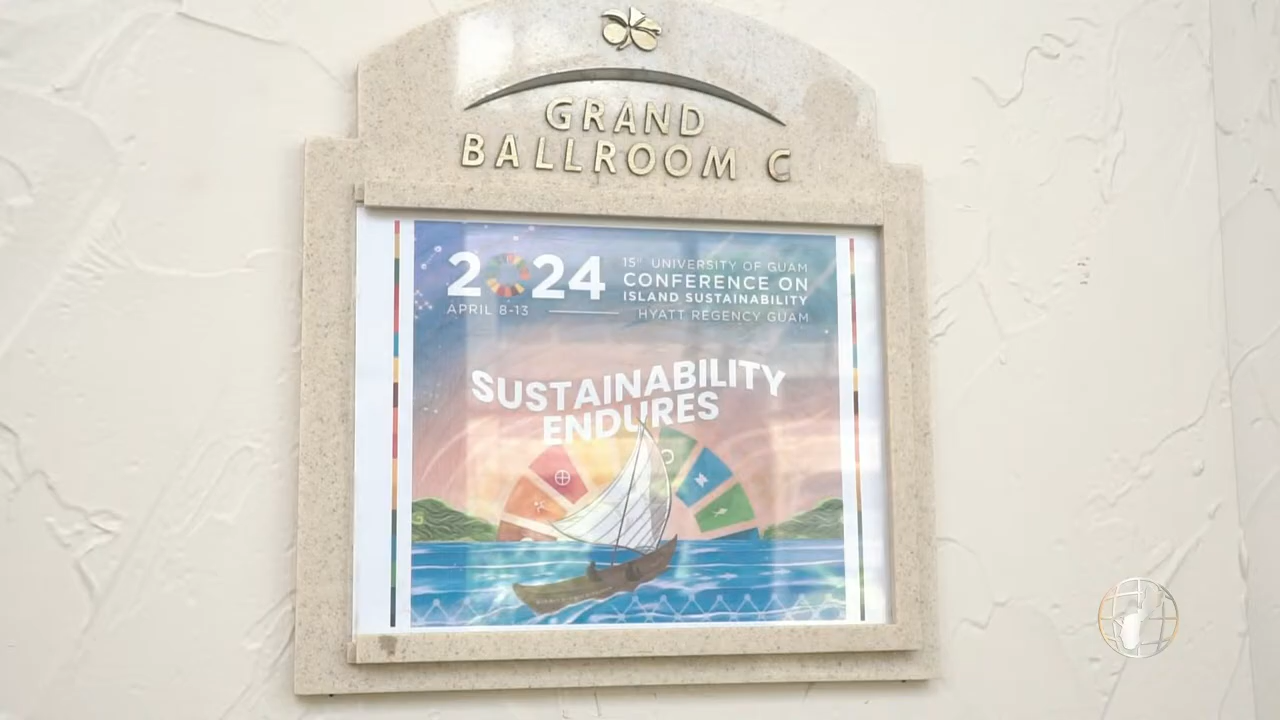 GRAND
BALLROOM C
2024
APRIL 8-13
15th UNIVERSITY OF GUAM
CONFERENCE ON
ISLAND SUSTAINABILITY
HYATT REGENCY GUAM
SUSTAINABILITY
ENDURES